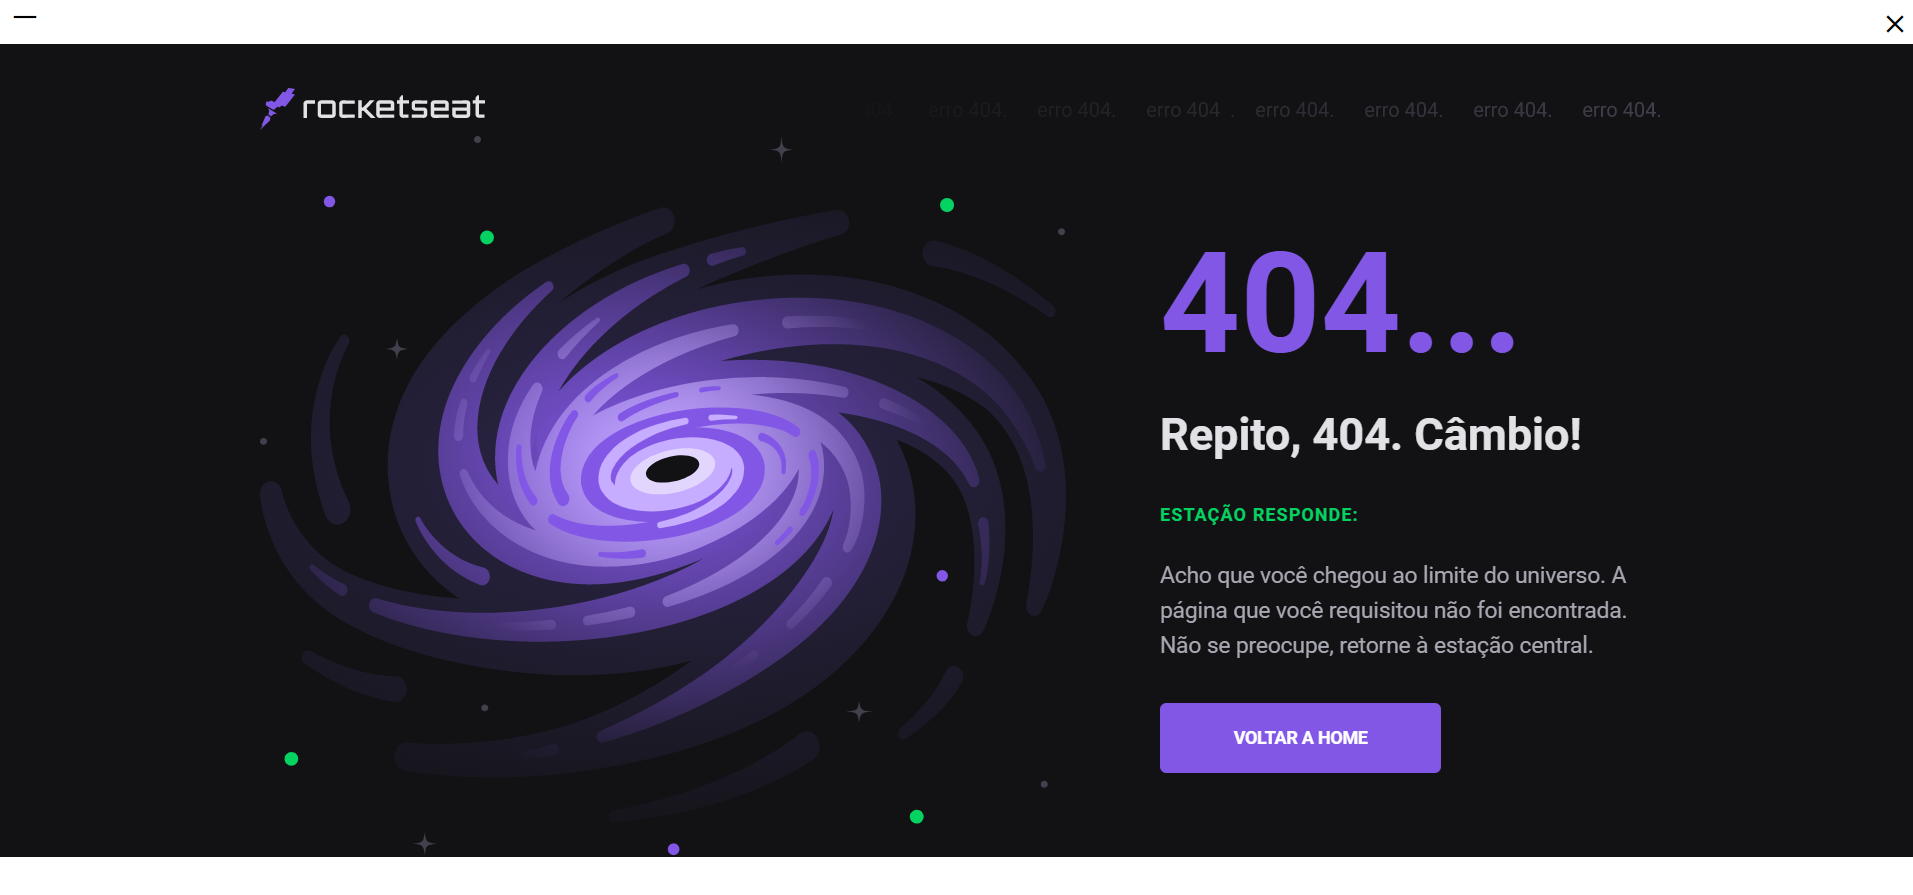 rocketseat
404 erro 404. erro 404. erro 404 . erro 404. erro 404. erro 404. erro 404.
404...
Repito, 404. Câmbio!
ESTAÇÃO RESPONDE:
Acho que você chegou ao limite do universo. A
página que você requisitou não foi encontrada.
Não se preocupe, retorne à estação central.
VOLTAR A HOME